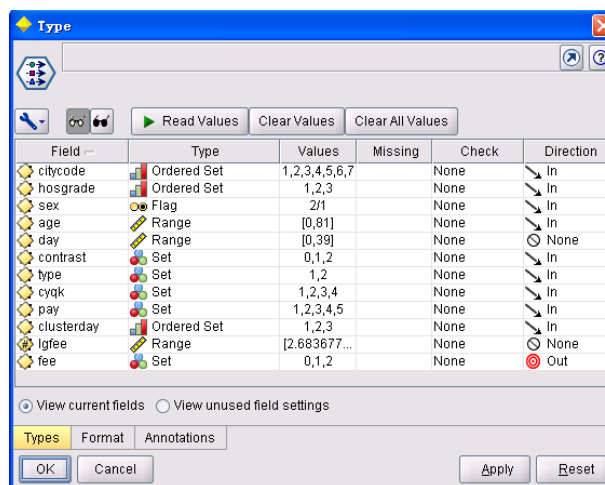 Type
Read Values Clear Values Clear All Values
Field Type Values Missing Check Direction
citycode Ordered Set 1,2,3,4,5,6,7 None In
hosgrade Ordered Set 1,2,3 None In
sex Flag 2/1 None In
age Range [0,81] None In
day Range [0,39] None None
contrast Set 0,1,2 None In
type Set 1,2 None In
cyqk Set 1,2,3,4 None In
pay Set 1,2,3,4,5 None In
clusterday Ordered Set 1,2,3 None In
lgfee Range [2.683677... None None
fee Set 0,1,2 None Out
View current fields View unused field settings
Types Format Annotations
OK Cancel Apply Reset